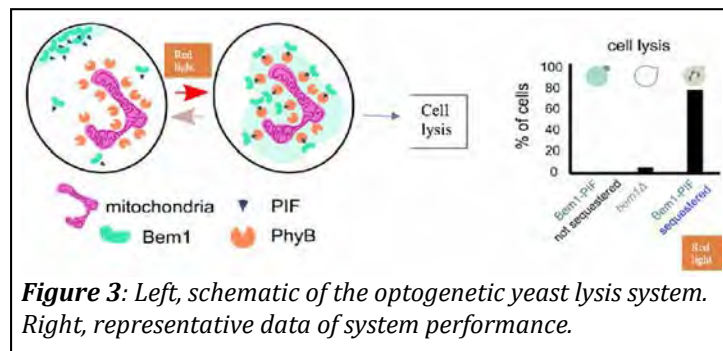 Red
light
Cell
lysis
mitochondria
PIF
Bem1
PhyB
cell lysis
% of cells
100
80
60
40
20
0
Bem1-PIF
not sequestered
bem1Δ
Bem1-PIF
sequestered
Red
light
Figure 3: Left, schematic of the optogenetic yeast lysis system.
Right, representative data of system performance.